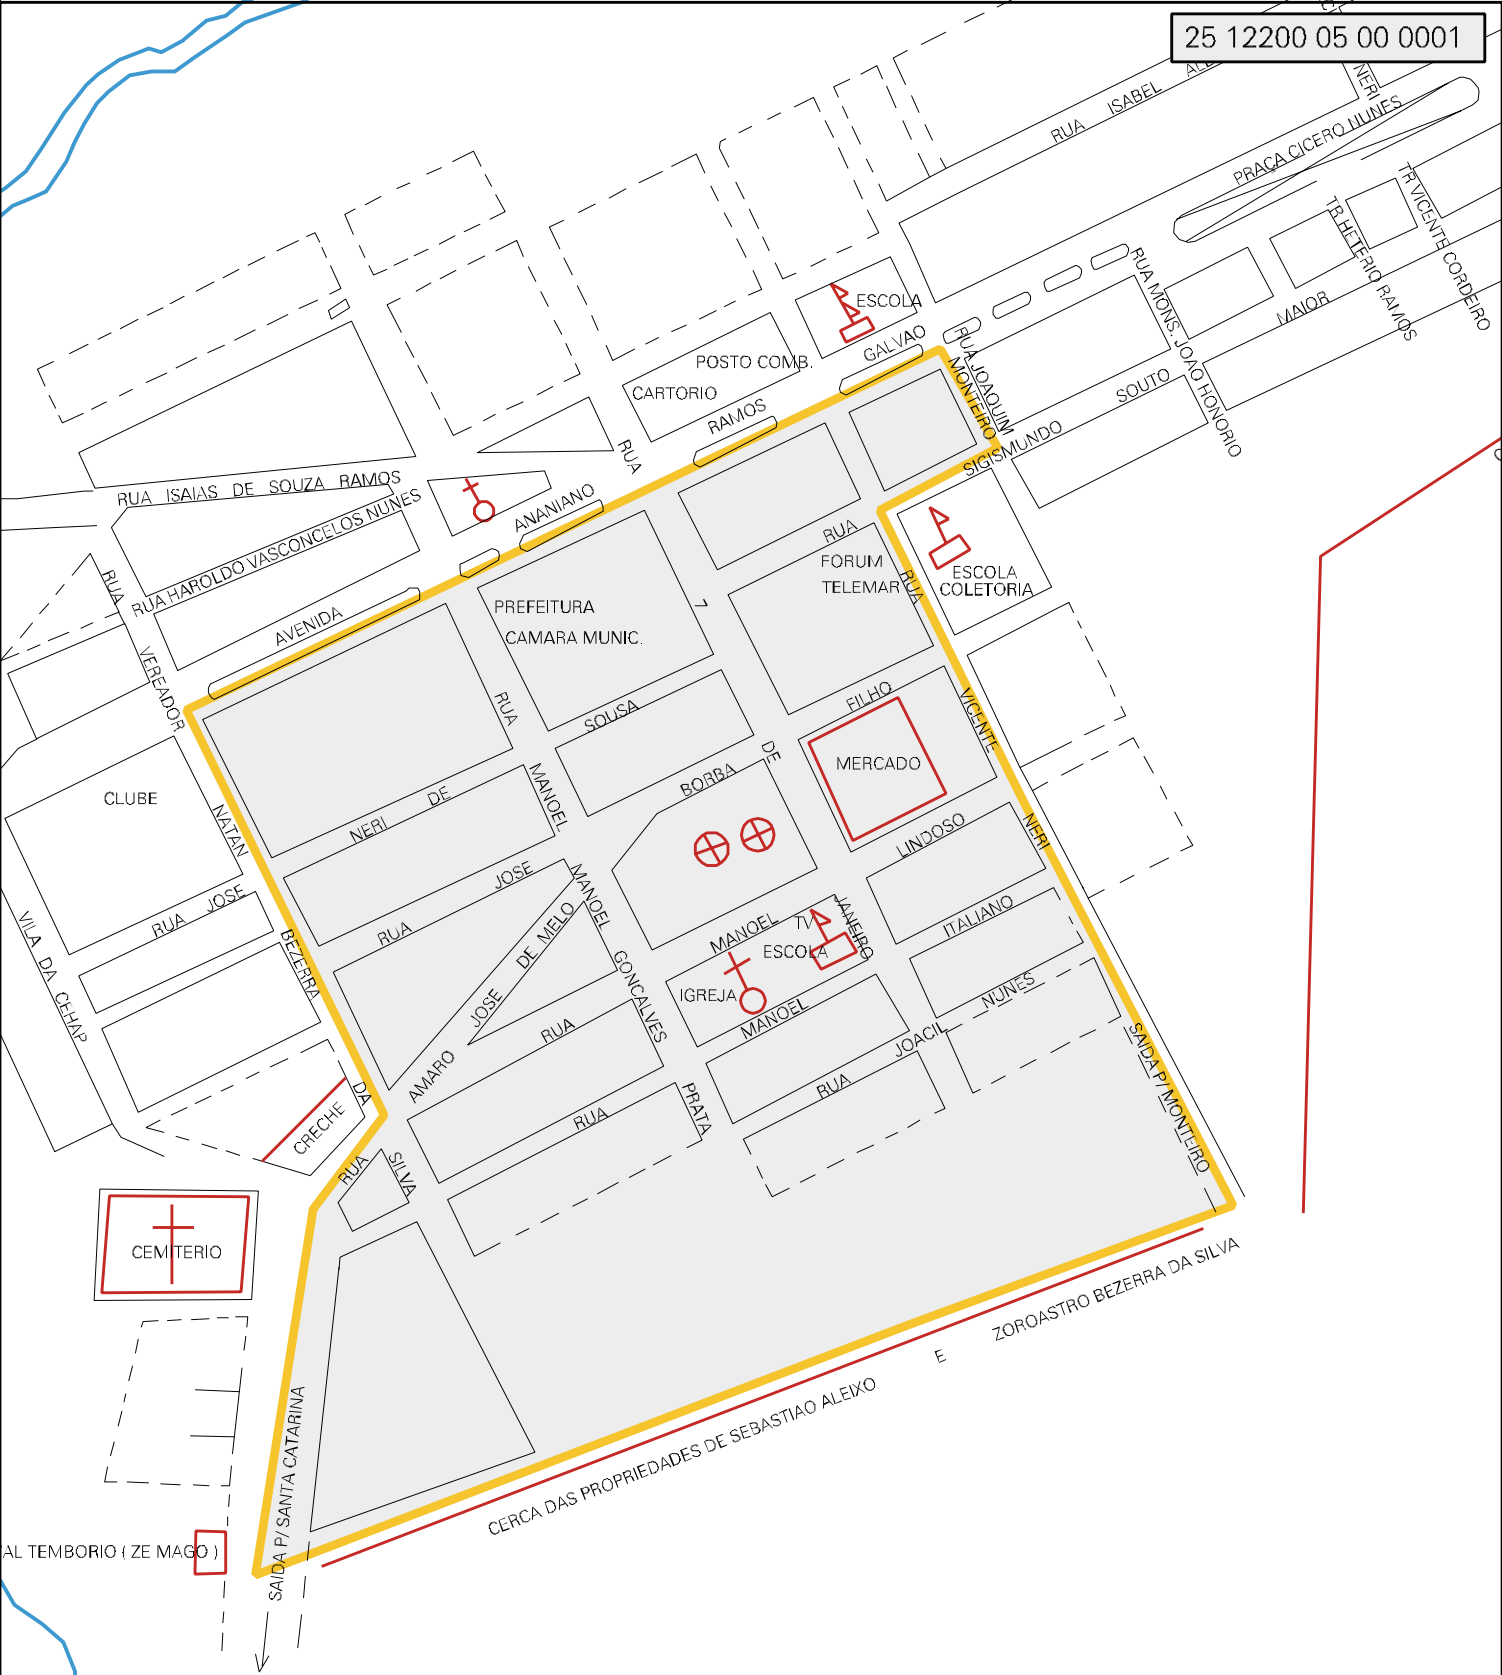 25 12200 05 00 0001
NERI
RUA ISABEL
PRAÇA CICERO NUNES
TR VICENTE CORDEIRO
TR HETERIO RAMOS
RUA MONS. JOAO HONORIO
MAIOR
ESCOLA
GALVAO
RUA JOAQUIM
MONTEIRO
POSTO COMB.
CARTORIO
RAMOS
SOUTO
SIGISMUNDO
RUA
RUA ISAIAS DE SOUZA RAMOS
RUA HAROLDO VASCONCELOS NUNES
ANANIANO
AVENIDA
RUA
VEREADOR
NATAN
BEZERRA
DA
RUA
FORUM
TELEMAR
RUA
VICENTE
NERI
SAIDA P/ MONTEIRO
ESCOLA
COLETORIA
PREFEITURA
CAMARA MUNIC.
7
DE
JANEIRO
RUA
MANOEL
MANOEL
GONCALVES
PRATA
NERI
DE
SOUSA
FILHO
MERCADO
CLUBE
RUA JOSE
RUA
JOSE
BORBA
LINDOSO
VILA DA CEHAP
AMARO
JOSE
DE MELO
MANOEL
ITALIANO
TV
ESCOLA
IGREJA
RUA
MANOEL
NUNES
RUA
RUA
JOACIL
CRECHE
RUA
SILVA
CEMITERIO
ZOROASTRO BEZERRA DA SILVA
E
CERCA DAS PROPRIEDADES DE SEBASTIAO ALEIXO
SAIDA P/ SANTA CATARINA
TEMBORIO ( ZE MAGO )